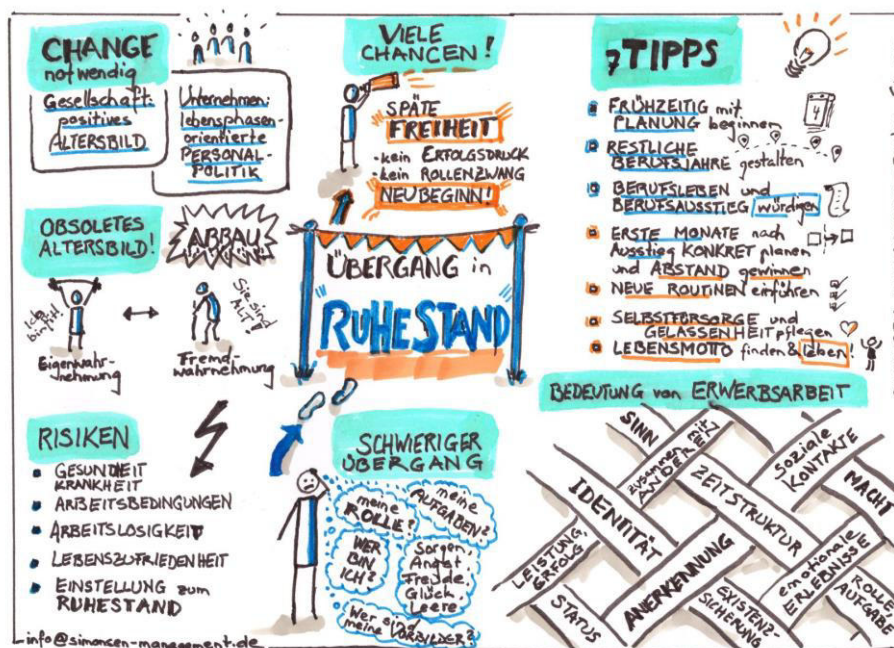 CHANGE
notwendig
Gesellschaft:
positives
ALTERSBILD
Unternehmen:
lebensphasen-
orientierte
PERSONAL-
POLITIK
VIELE
CHANCEN!
SPÄTE
FREIHEIT
- kein ERFOLGSDRUCK
- kein ROLLENZWANG
NEUBEGINN!
7 TIPPS
4
FRÜHZEITIG mit
PLANUNG beginnen
RESTLICHE
BERUFSJAHRE gestalten
BERUFSLEBEN und
BERUFSAUSSTIEG würdigen
ERSTE MONATE nach
Ausstieg KONKRET planen
und ABSTAND gewinnen
NEUE ROUTINEN einführen
SELBSTFÜRSORGE und
GELASSENHEIT pflegen
LEBENSMOTTO finden & leben!
OBSOLETES
ALTERSBILD!
ABBAU
Ich
bin fit!
Eigenwahr-
nehmung
Sie sind
ALT!
Fremd-
wahrnehmung
ÜBERGANG in
RUHESTAND
RISIKEN
GESUNDHEIT
KRANKHEIT
ARBEITSBEDINGUNGEN
ARBEITSLOSIGKEIT
LEBENSZUFRIEDENHEIT
EINSTELLUNG zum
RUHESTAND
SCHWIERIGER
ÜBERGANG
meine
ROLLE?
meine
AUFGABEN?
WER
BIN
ICH?
Sorgen,
Angst
Freude,
Glück,
Leere
Wer sind
meine VORBILDER?
BEDEUTUNG von ERWERBSARBEIT
SINN
zusammen mit
ANDEREN
soziale
KONTAKTE
IDENTITÄT
ZEITSTRUKTUR
MACHT
LEISTUNG,
ERFOLG
ANERKENNUNG
emotionale
ERLEBNISSE
STATUS
EXISTENZ-
SICHERUNG
ROLLE
AUFGABE
info@simonsen-management.de